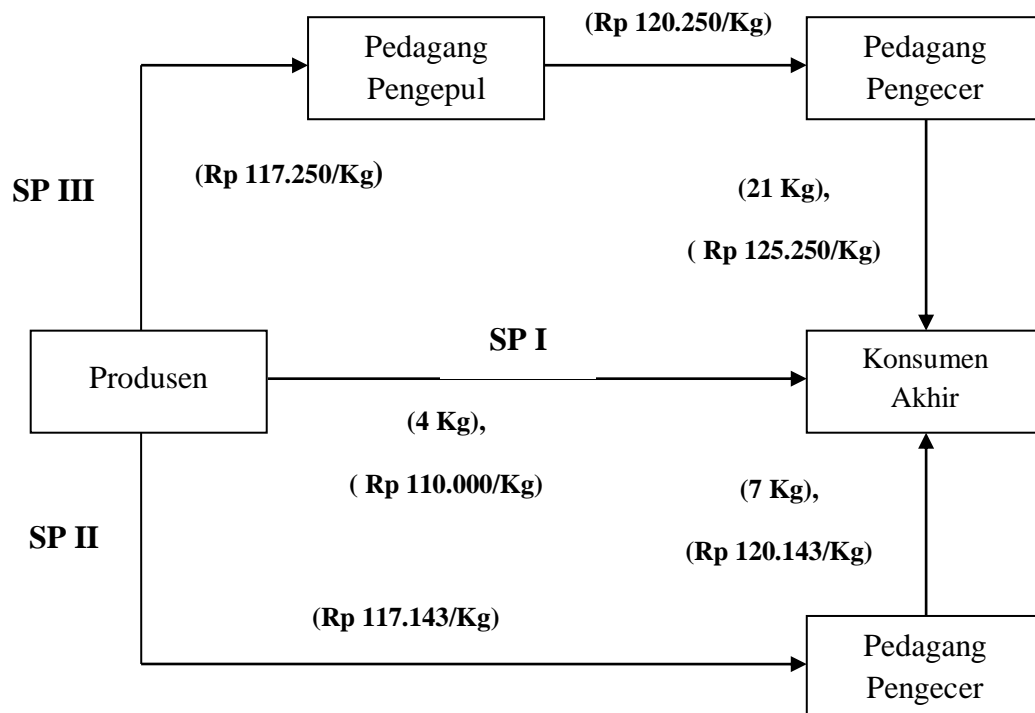 (Rp 120.250/Kg)
Pedagang
Pengepul
Pedagang
Pengecer
(Rp 117.250/Kg)
SP III
(21 Kg),
( Rp 125.250/Kg)
SP I
Produsen
Konsumen
Akhir
(4 Kg),
( Rp 110.000/Kg)
(7 Kg),
(Rp 120.143/Kg)
SP II
(Rp 117.143/Kg)
Pedagang
Pengecer